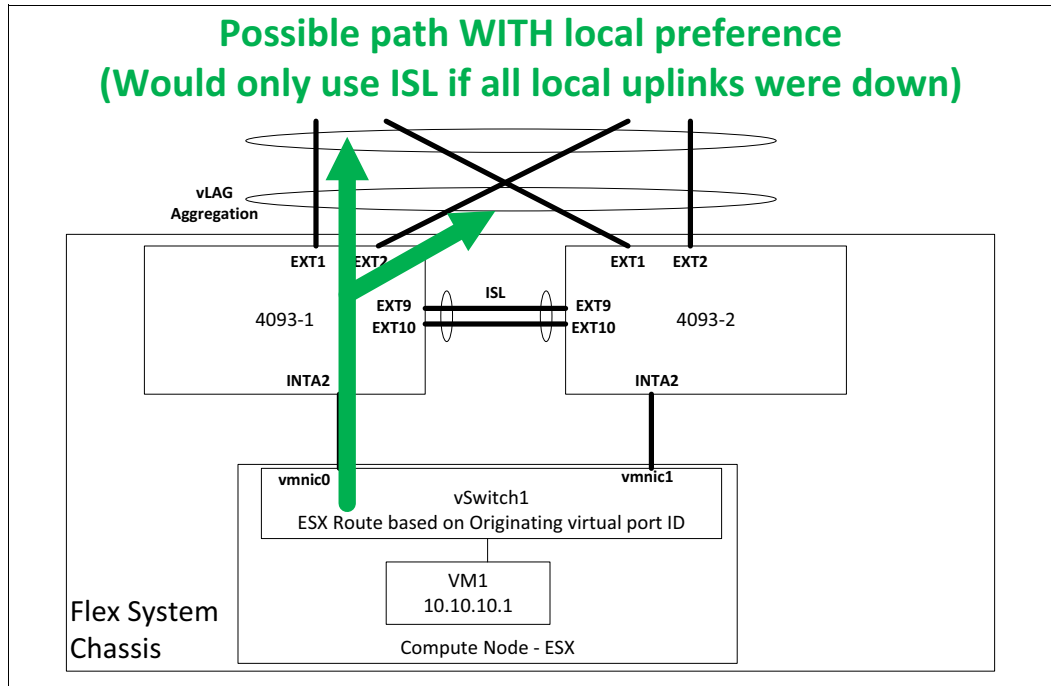 Possible path WITH local preference
(Would only use ISL if all local uplinks were down)
vLAG
Aggregation
EXT1
EXT2
EXT1
EXT2
4093-1
EXT9
EXT10
ISL
EXT9
EXT10
4093-2
INTA2
INTA2
vmnic0
vmnic1
vSwitch1
ESX Route based on Originating virtual port ID
VM1
10.10.10.1
Flex System
Chassis
Compute Node - ESX